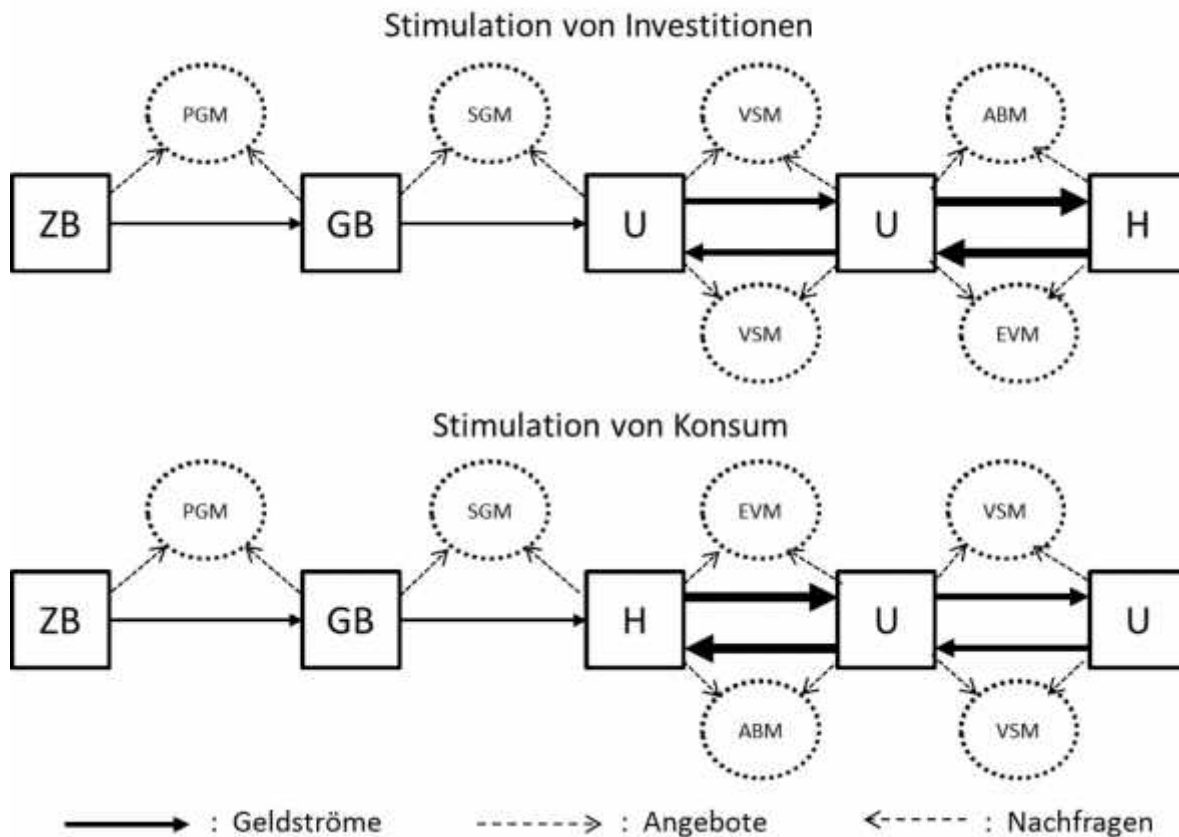 Stimulation von Investitionen
PGM SGM VSM ABM
ZB GB U U H
VSM EVM
Stimulation von Konsum
PGM SGM EVM VSM
ZB GB H U U
ABM VSM
: Geldströme : Angebote : Nachfragen